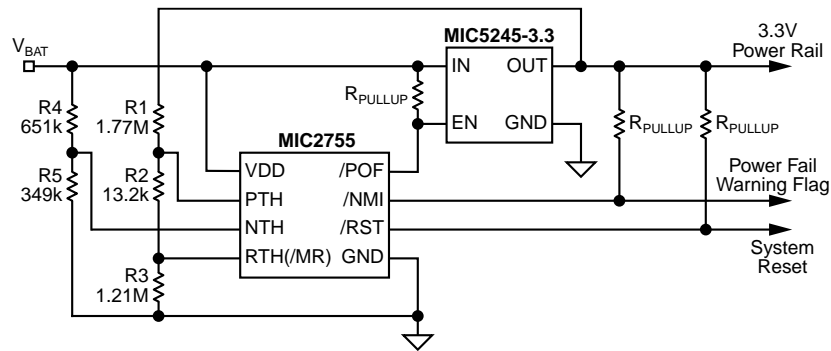 MIC5245-3.3
3.3V
Power Rail
VBAT
IN
OUT
R4
651k
R1
1.77M
RPULLUP
EN
GND
RPULLUP
RPULLUP
MIC2755
R5
349k
R2
13.2k
VDD
/POF
PTH
/NMI
NTH
/RST
RTH(/MR)
GND
Power Fail
Warning Flag
System
Reset
R3
1.21M